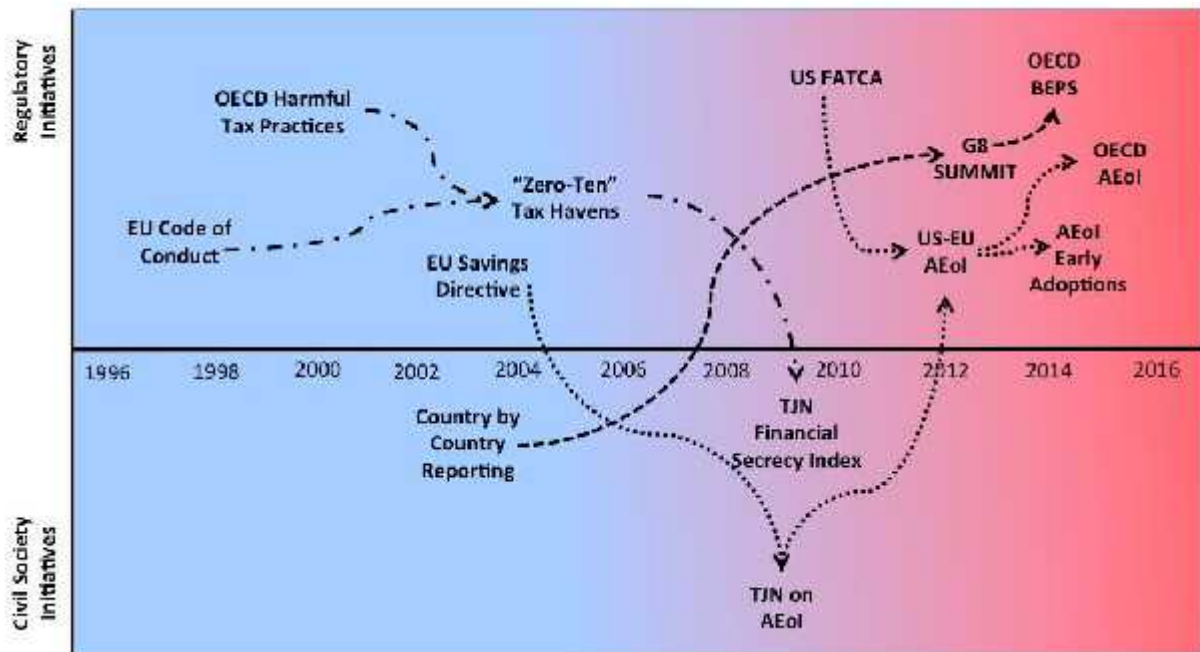 Regulatory
Initiatives
OECD Harmful
Tax Practices
EU Code of
Conduct
"Zero-Ten"
Tax Havens
EU Savings
Directive
US FATCA
OECD
BEPS
G8
SUMMIT
OECD
AEoI
US-EU
AEoI
AEoI
Early
Adoptions
1996 1998 2000 2002 2004 2006 2008 2010 2012 2014 2016
Civil Society
Initiatives
Country by
Country
Reporting
TJN
Financial
Secrecy Index
TJN on
AEoI